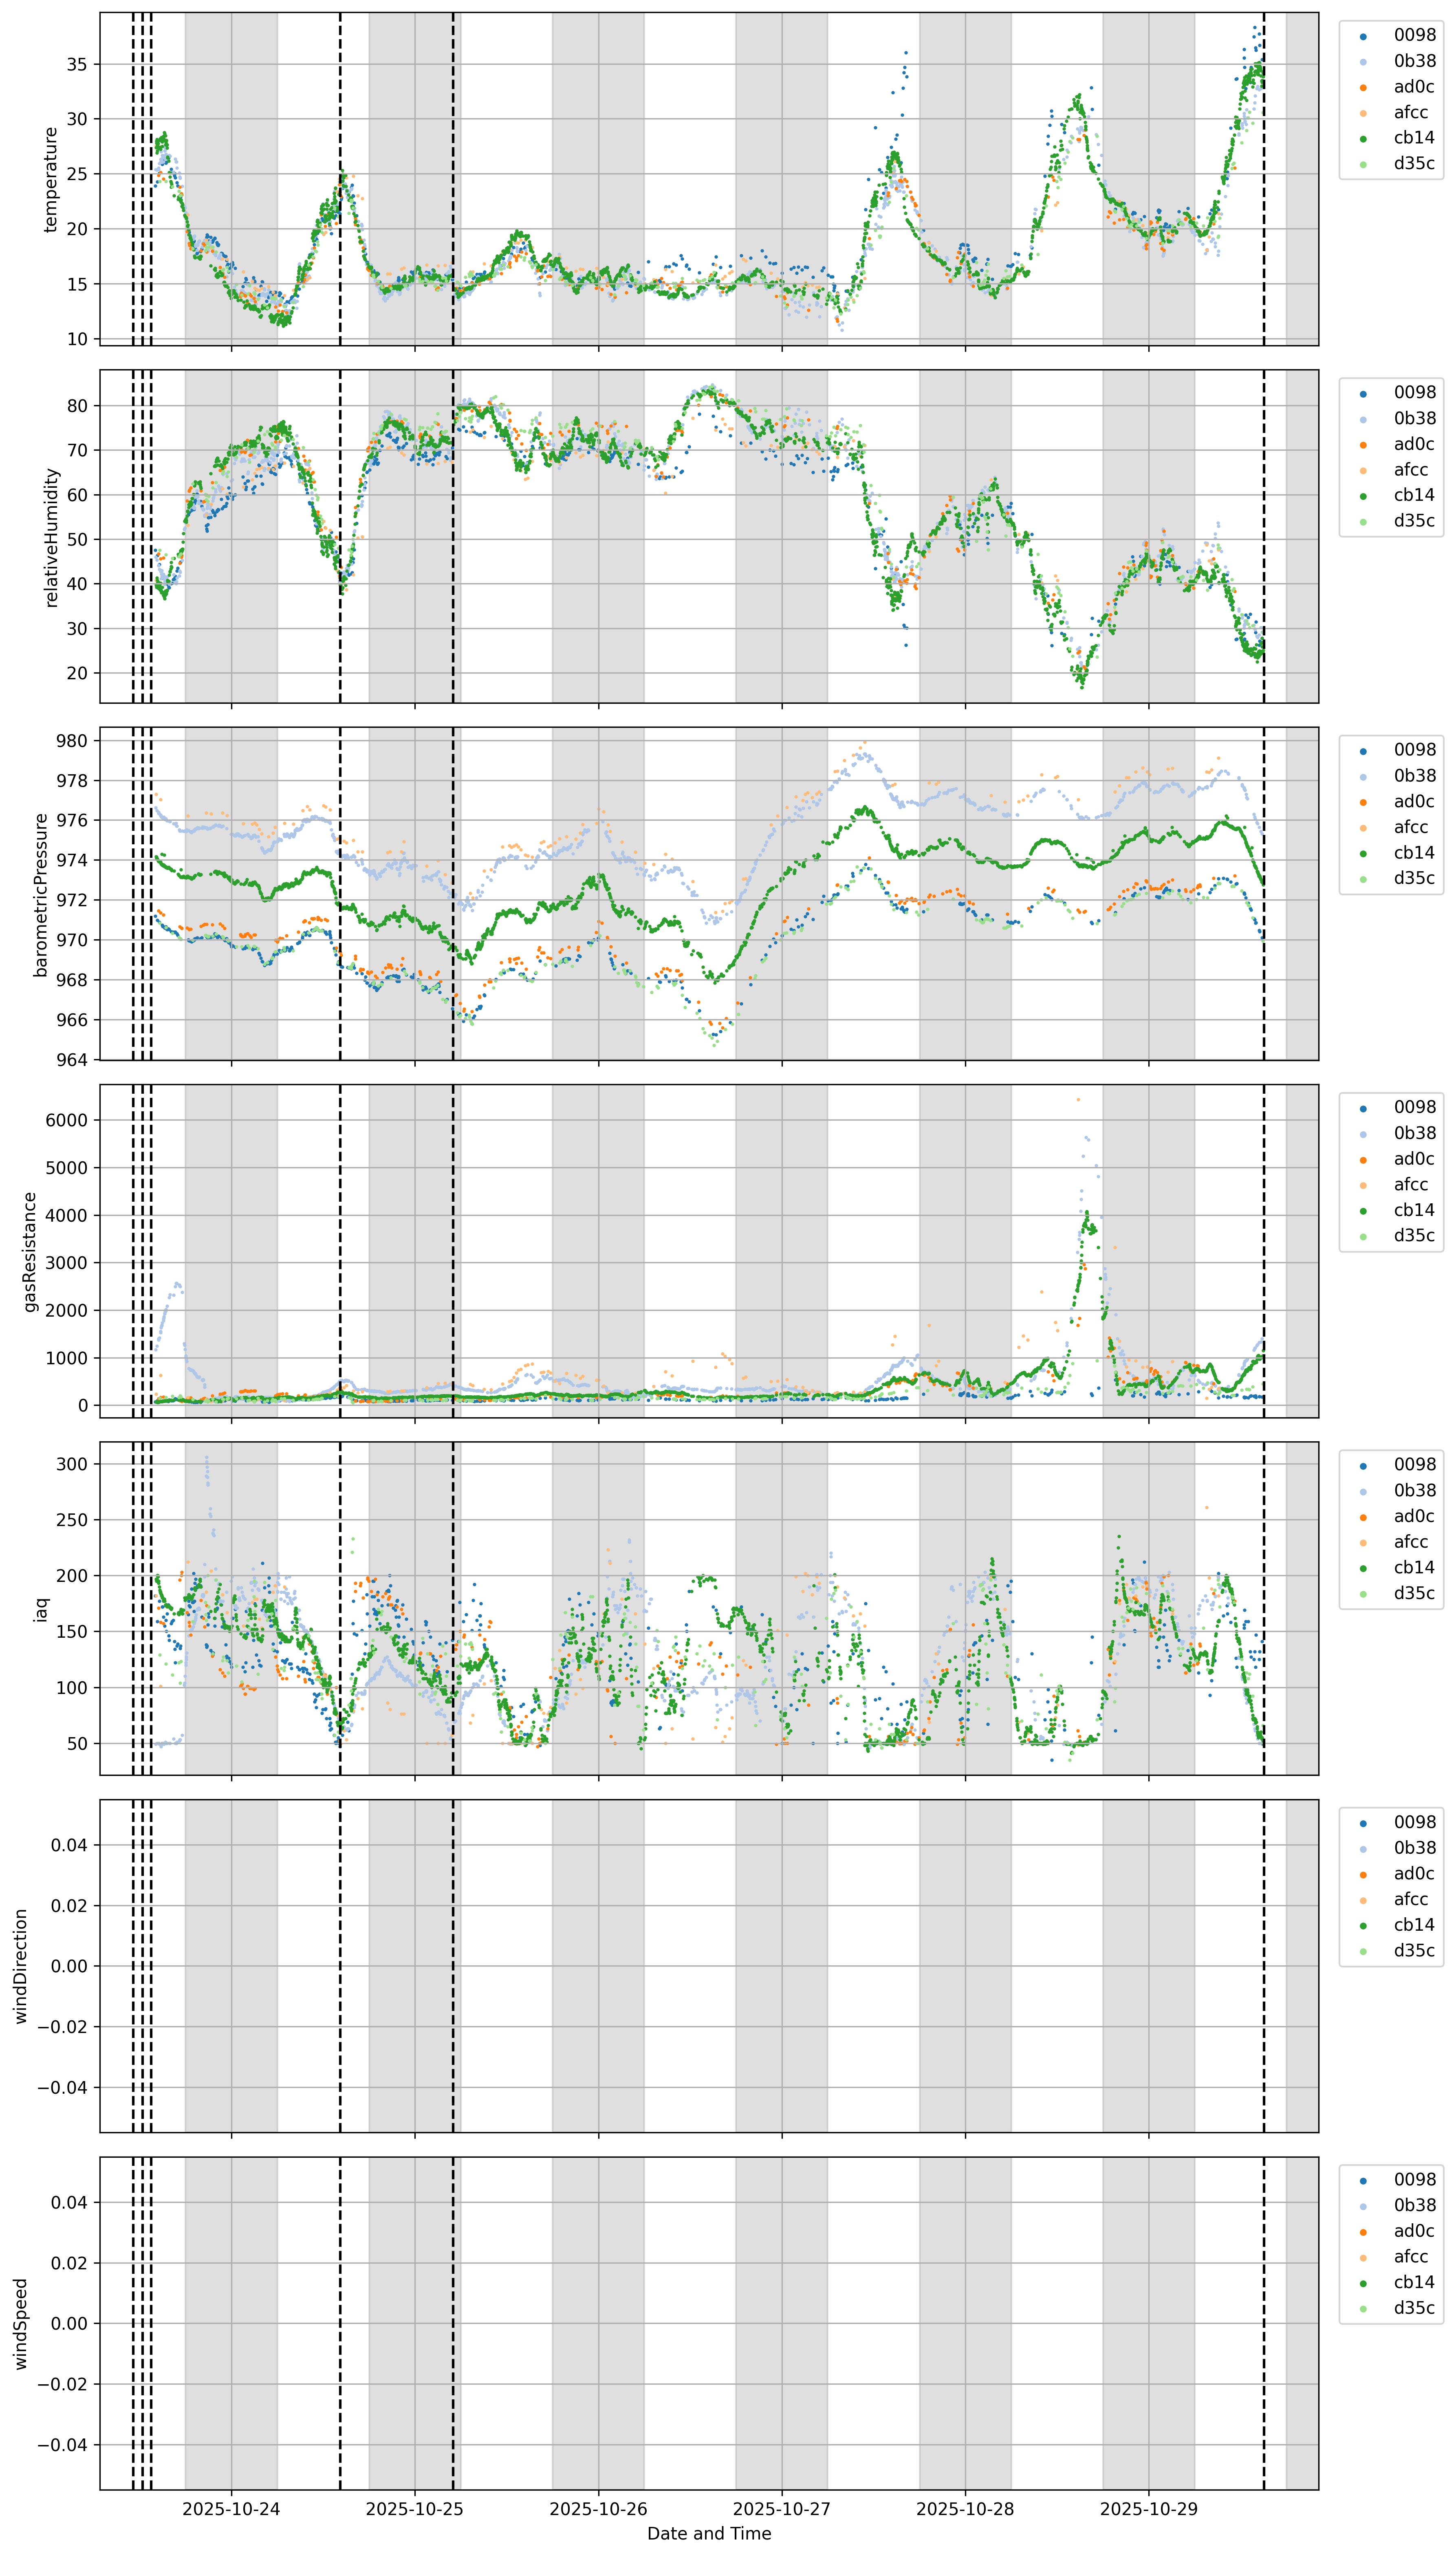 35
30
25
20
15
10
temperature
0098
0b38
ad0c
afcc
cb14
d35c
80
70
60
50
40
30
20
relativeHumidity
0098
0b38
ad0c
afcc
cb14
d35c
980
978
976
974
972
970
968
966
964
barometricPressure
0098
0b38
ad0c
afcc
cb14
d35c
6000
5000
4000
3000
2000
1000
0
gasResistance
0098
0b38
ad0c
afcc
cb14
d35c
300
250
200
150
100
50
iaq
0098
0b38
ad0c
afcc
cb14
d35c
0.04
0.02
0.00
−0.02
−0.04
windDirection
0098
0b38
ad0c
afcc
cb14
d35c
0.04
0.02
0.00
−0.02
−0.04
windSpeed
0098
0b38
ad0c
afcc
cb14
d35c
2025-10-24 2025-10-25 2025-10-26 2025-10-27 2025-10-28 2025-10-29
Date and Time